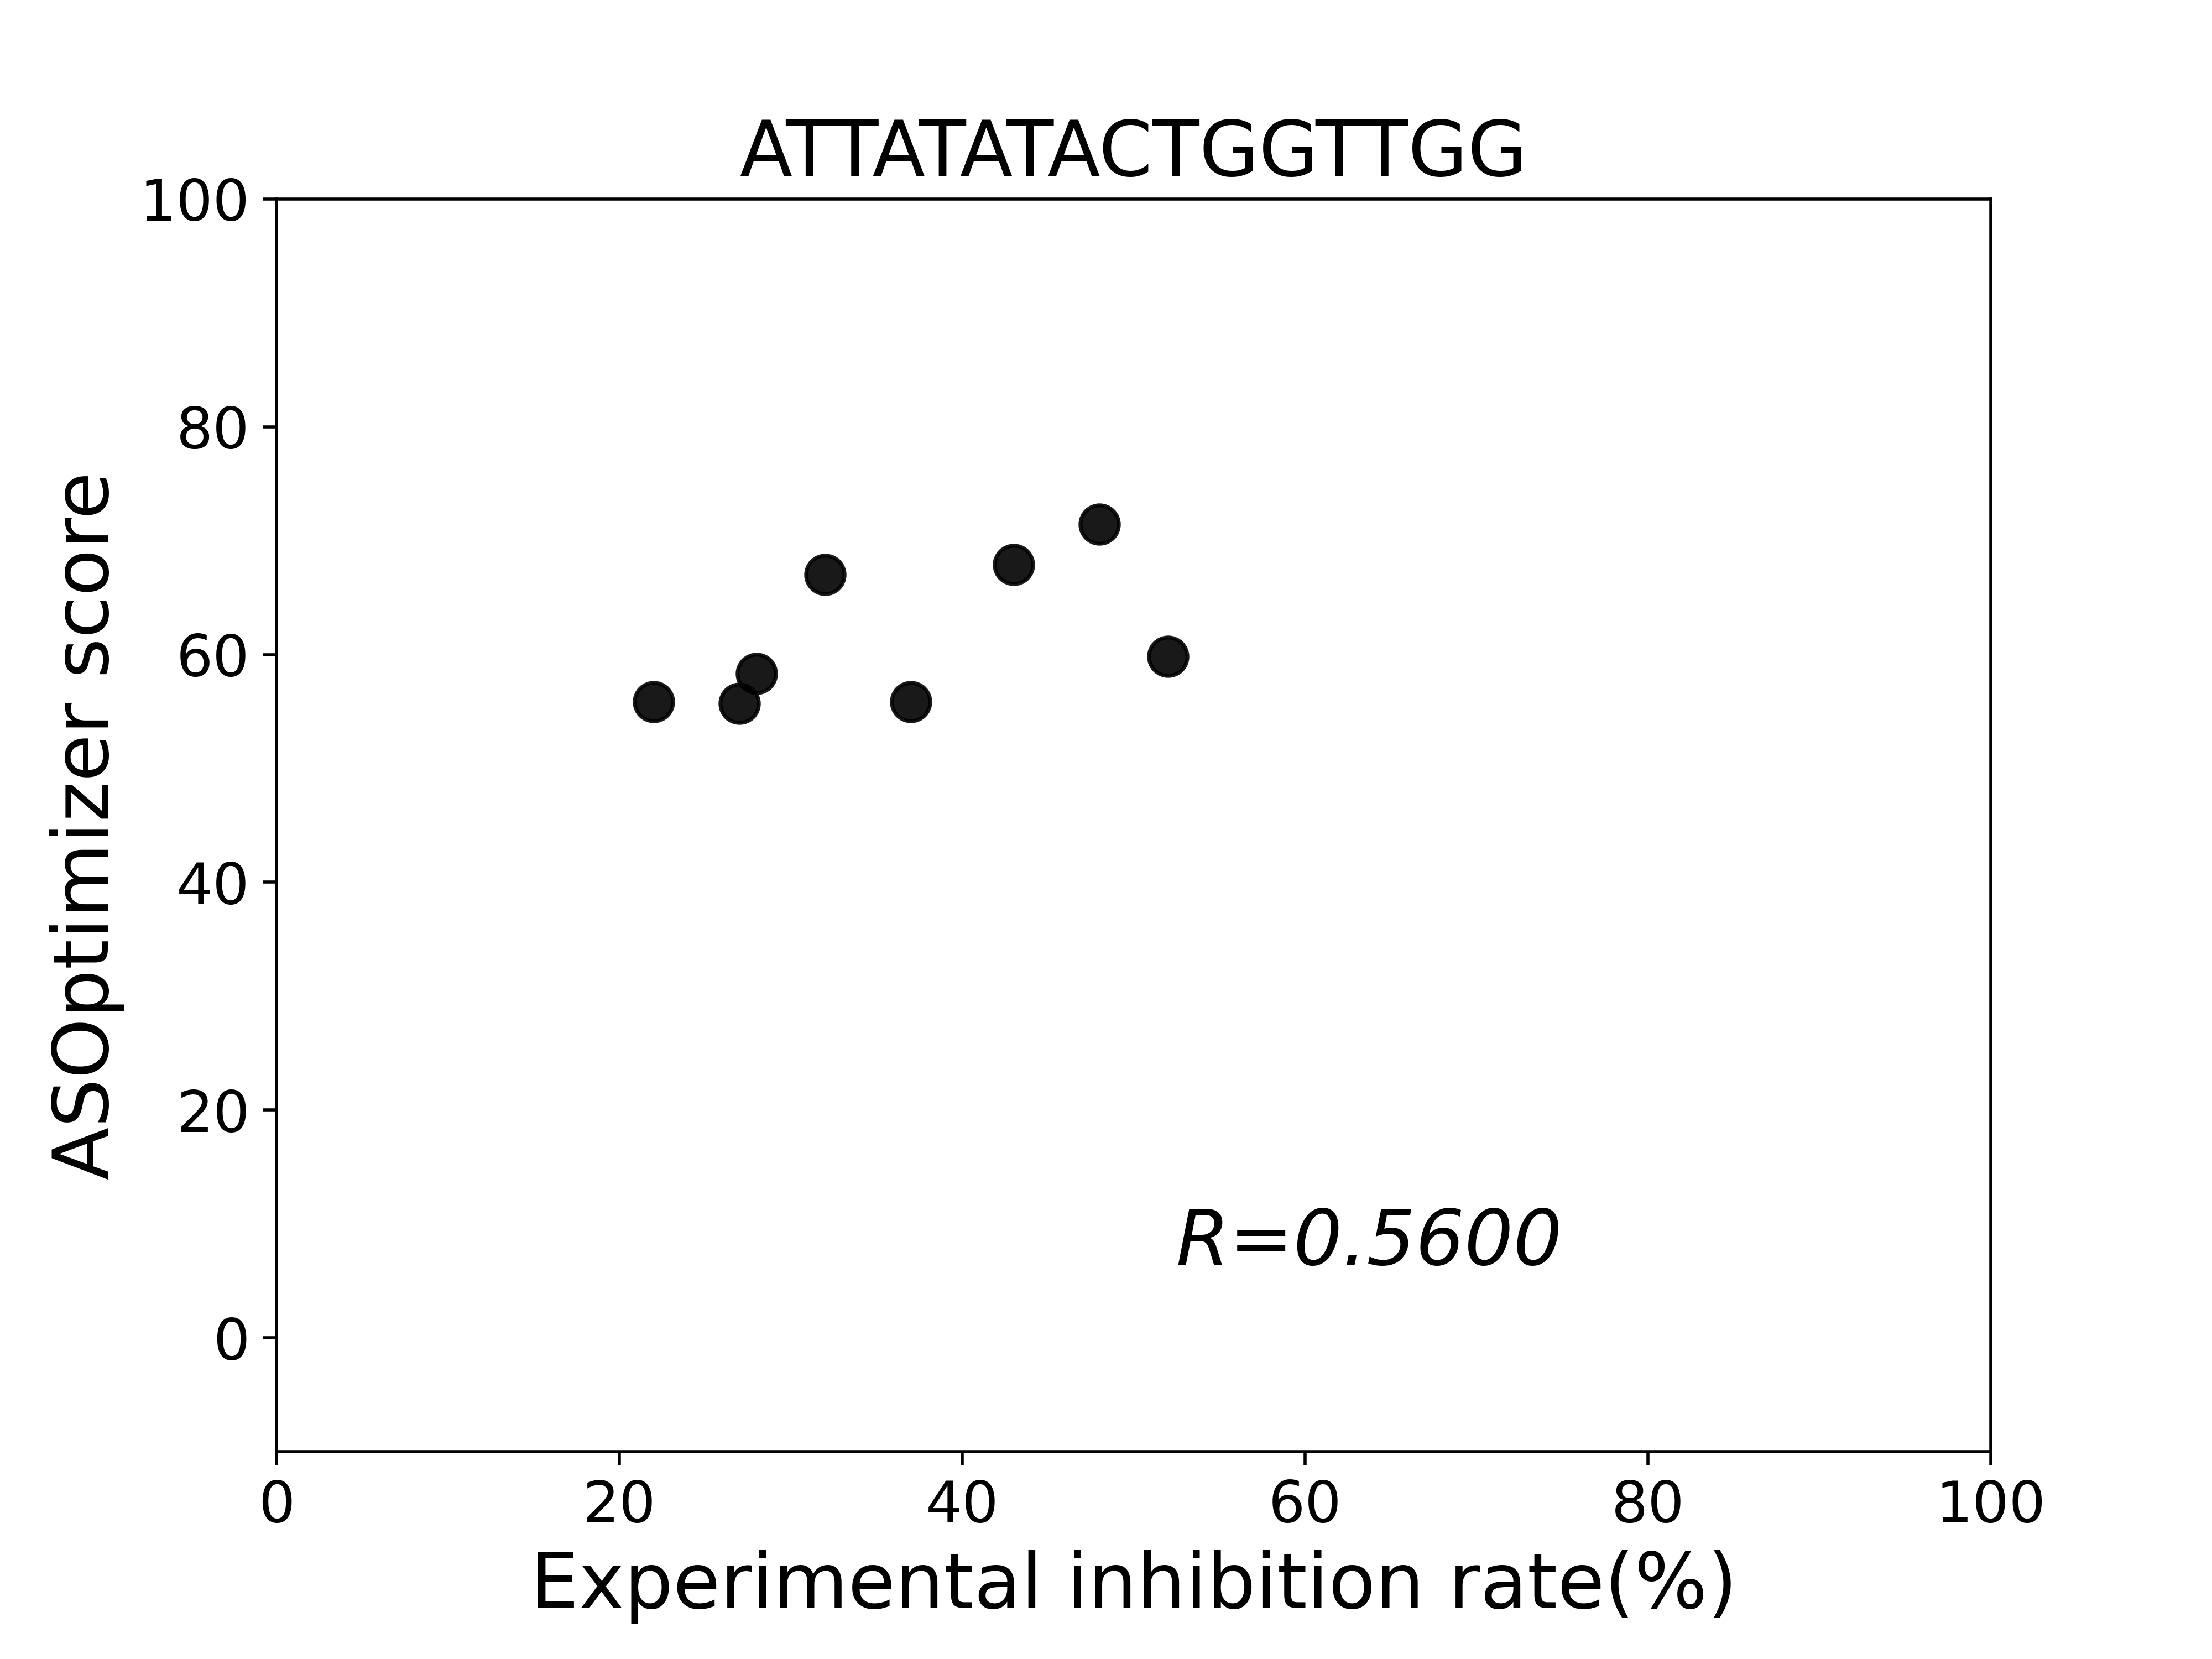 ATTATATACTGGTTGG
100
80
60
40
20
0
ASOptimizer score
R=0.5600
0 20 40 60 80 100
Experimental inhibition rate(%)